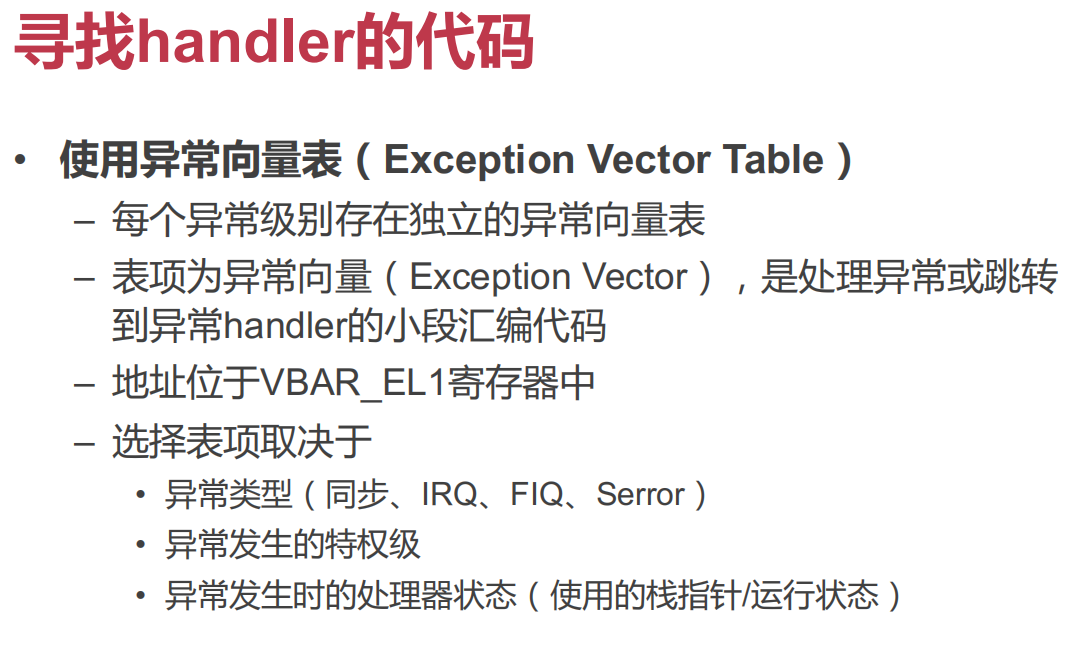 寻找handler的代码
• 使用异常向量表（Exception Vector Table）
– 每个异常级别存在独立的异常向量表
– 表项为异常向量（Exception Vector），是处理异常或跳转
到异常handler的小段汇编代码
– 地址位于VBAR_EL1寄存器中
– 选择表项取决于
• 异常类型（同步、IRQ、FIQ、Serror）
• 异常发生的特权级
• 异常发生时的处理器状态（使用的栈指针/运行状态）